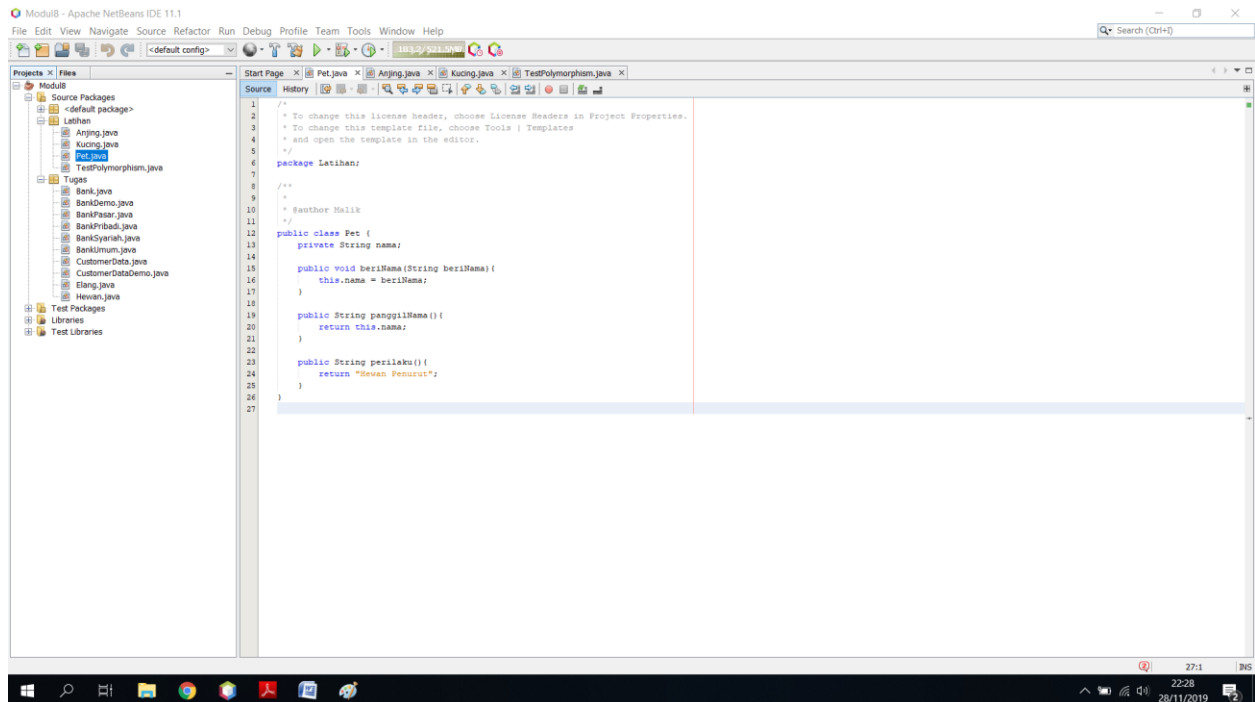 Modul8 - Apache NetBeans IDE 11.1
File Edit View Navigate Source Refactor Run Debug Profile Team Tools Window Help
Search (Ctrl+I)
<default config>
Projects Files
Start Page Pet.java Anjing.java Kucing.java TestPolymorphism.java
Modul8
Source Packages
<default package>
Latihan
Anjing.java
Kucing.java
Pet.java
TestPolymorphism.java
Tugas
Bank.java
BankDemo.java
BankPasar.java
BankPribadi.java
BankSyariah.java
BankUmum.java
CustomerData.java
CustomerDataDemo.java
Elang.java
Hewan.java
Test Packages
Libraries
Test Libraries
Source History
1 /*
2 * To change this license header, choose License Headers in Project Properties.
3 * To change this template file, choose Tools | Templates
4 * and open the template in the editor.
5 */
6 package Latihan;
7
8 /**
9 *
10 * @author Malik
11 */
12 public class Pet {
13 private String nama;
14
15 public void beriNama(String beriNama){
16 this.nama = beriNama;
17 }
18
19 public String panggilNama(){
20 return this.nama;
21 }
22
23 public String perilaku(){
24 return "Hewan Penurut";
25 }
26 }
27
27:1 INS
22:28
28/11/2019